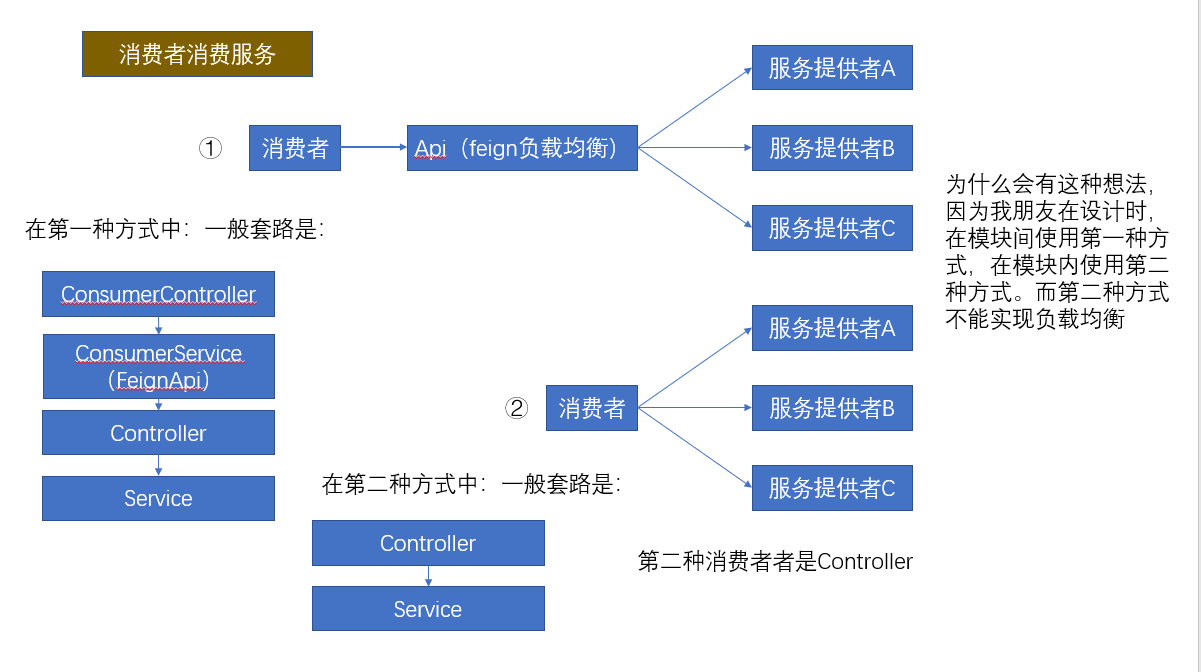 消费者消费服务
①
消费者
Api（feign负载均衡）
服务提供者A
服务提供者B
服务提供者C
为什么会有这种想法，
因为我朋友在设计时，
在模块间使用第一种方
式，在模块内使用第二
种方式。而第二种方式
不能实现负载均衡
在第一种方式中：一般套路是：
ConsumerController
ConsumerService
（FeignApi）
Controller
Service
②
消费者
服务提供者A
服务提供者B
服务提供者C
在第二种方式中：一般套路是：
Controller
Service
第二种消费者者是Controller